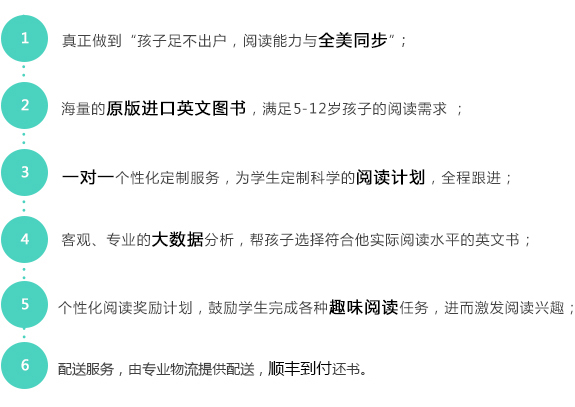 1 真正做到“孩子足不出户，阅读能力与全美同步”；
2 海量的原版进口英文图书，满足5-12岁孩子的阅读需求 ；
3 一对一个性化定制服务，为学生定制科学的阅读计划，全程跟进；
4 客观、专业的大数据分析，帮孩子选择符合他实际阅读水平的英文书；
5 个性化阅读奖励计划，鼓励学生完成各种趣味阅读任务，进而激发阅读兴趣；
6 配送服务，由专业物流提供配送，顺丰到付还书。